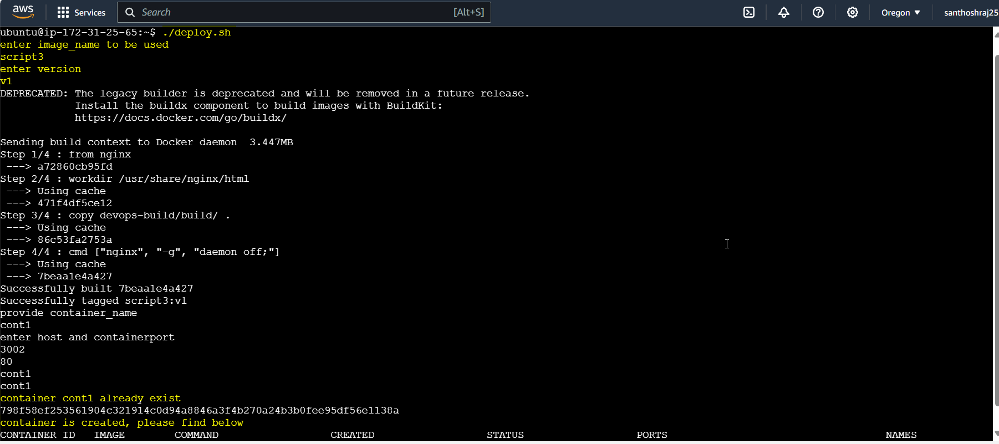 aws Services Search [Alt+S] Oregon santhoshraj25
ubuntu@ip-172-31-25-65:~$ ./deploy.sh
enter image_name to be used
script3
enter version
v1
DEPRECATED: The legacy builder is deprecated and will be removed in a future release.
Install the buildx component to build images with BuildKit:
https://docs.docker.com/go/buildx/
Sending build context to Docker daemon  3.447MB
Step 1/4 : from nginx
---> a72860cb95fd
Step 2/4 : workdir /usr/share/nginx/html
---> Using cache
---> 471f4df5ce12
Step 3/4 : copy devops-build/build/ .
---> Using cache
---> 86c53fa2753a
Step 4/4 : cmd ["nginx", "-g", "daemon off;"]
---> Using cache
---> 7beaa1e4a427
Successfully built 7beaa1e4a427
Successfully tagged script3:v1
provide container_name
cont1
enter host and containerport
3002
80
cont1
cont1
container cont1 already exist
798f58ef253561904c321914c0d94a8846a3f4b270a24b3b0fee95df56e1138a
container is created, please find below
CONTAINER ID IMAGE COMMAND CREATED STATUS PORTS NAMES